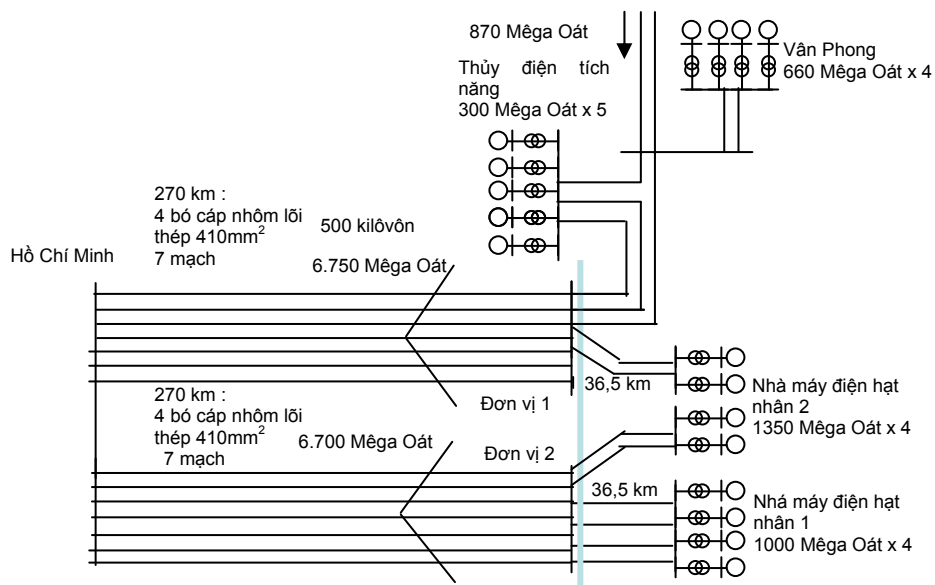 870 Mêga Oát
Thủy điện tích
năng
300 Mêga Oát x 5
Vân Phong
660 Mêga Oát x 4
270 km :
4 bó cáp nhôm lõi
thép 410mm²
7 mạch
500 kilôvôn
Hồ Chí Minh
6.750 Mêga Oát
36,5 km
Nhà máy điện hạt
nhân 2
1350 Mêga Oát x 4
270 km :
4 bó cáp nhôm lõi
thép 410mm²
7 mạch
Đơn vị 1
6.700 Mêga Oát
Đơn vị 2
36,5 km
Nhá máy điện hạt
nhân 1
1000 Mêga Oát x 4